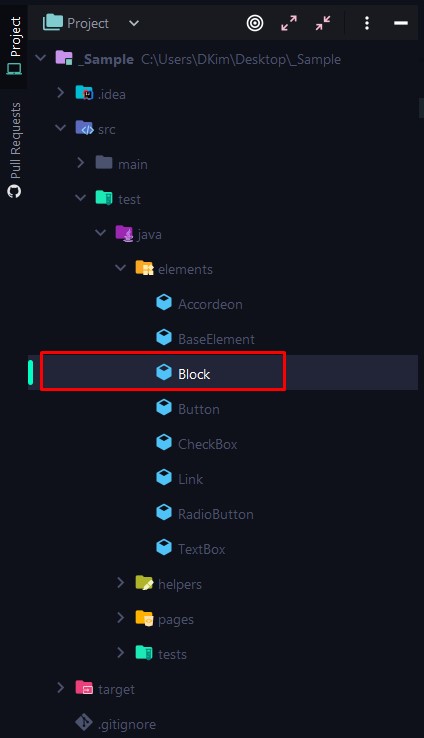 Project
Project
Pull Requests
_Sample C:\Users\DKim\Desktop\_Sample
.idea
src
main
test
java
elements
Accordeon
BaseElement
Block
Button
CheckBox
Link
RadioButton
TextBox
helpers
pages
tests
target
.gitignore